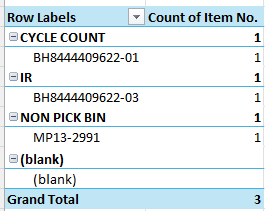 Row Labels Count of Item No.
CYCLE COUNT 1
BH8444409622-01 1
IR 1
BH8444409622-03 1
NON PICK BIN 1
MP13-2991 1
(blank)
(blank)
Grand Total 3